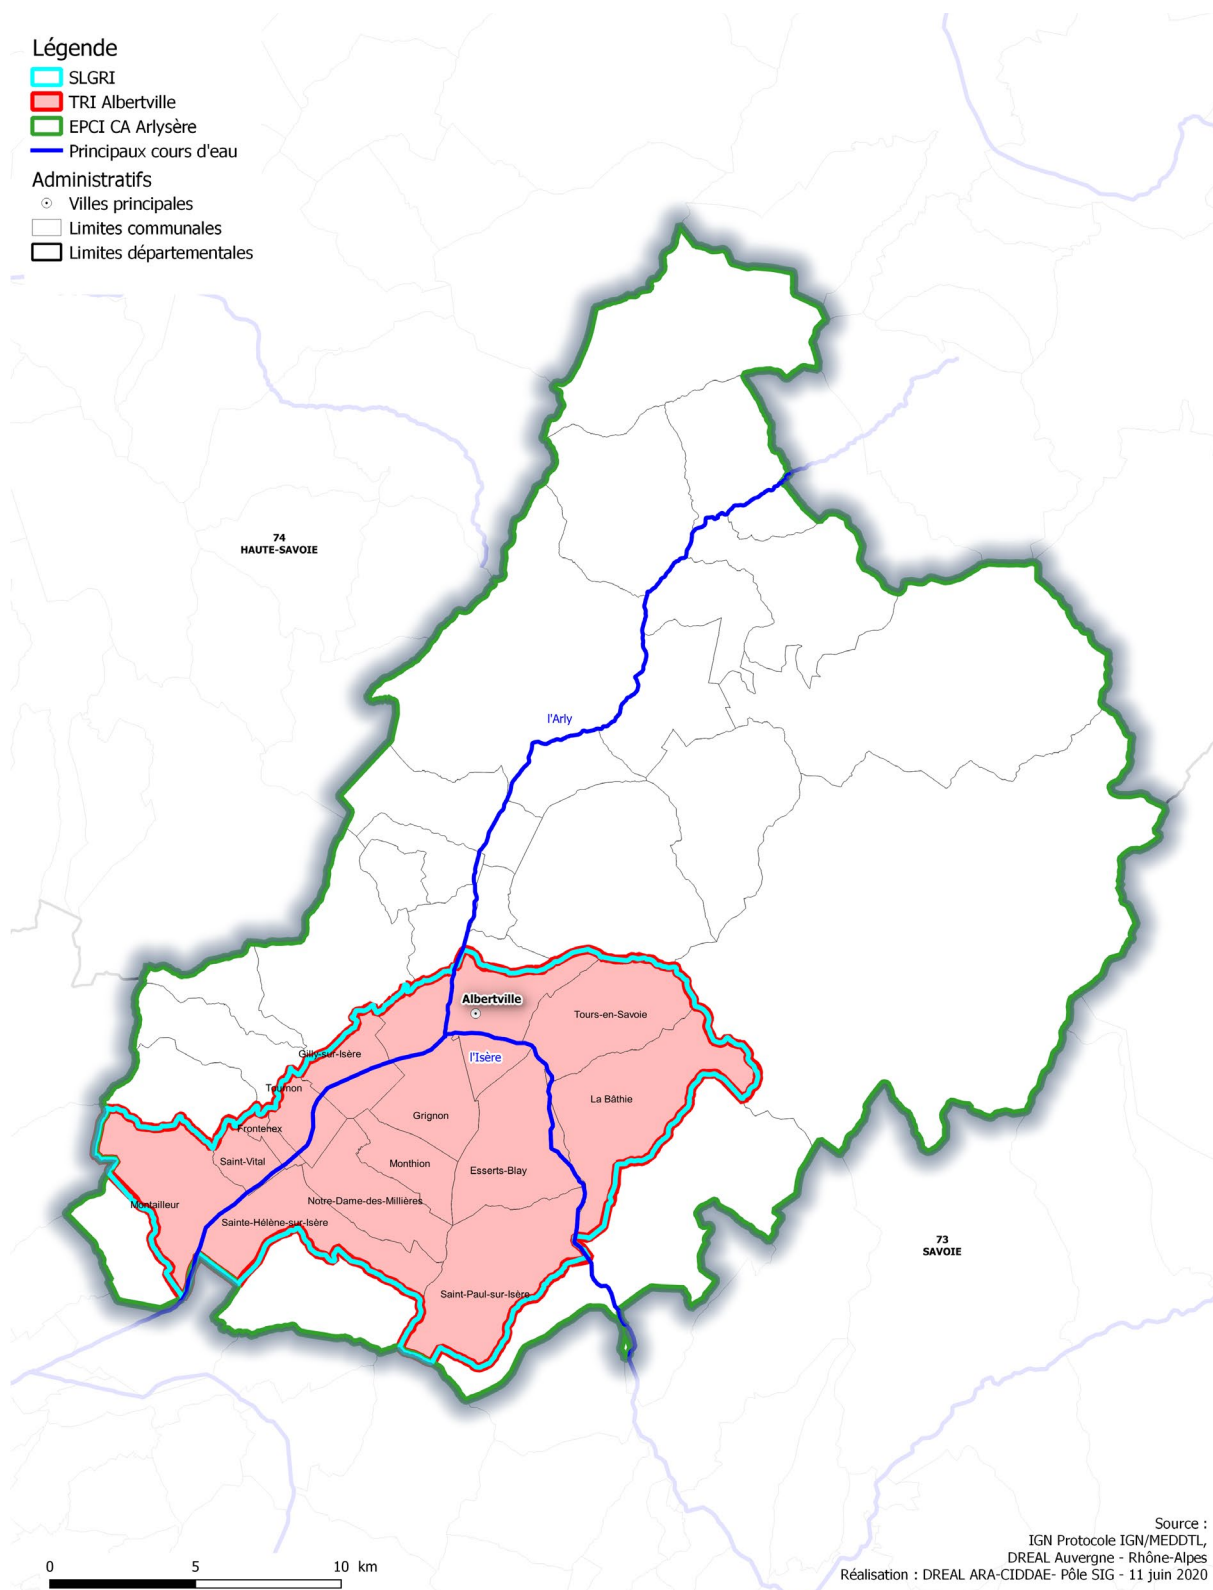 Légende
SLGRI
TRI Albertville
EPCI CA Arlysère
Principaux cours d'eau
Administratifs
Villes principales
Limites communales
Limites départementales
74
HAUTE-SAVOIE
l'Arly
Albertville
Tours-en-Savoie
Gilly-sur-Isère
l'Isère
Tournon
La Bâthie
Grignon
Frontenex
Saint-Vital
Monthion
Esserts-Blay
Notre-Dame-des-Millières
Montailleur
Sainte-Hélène-sur-Isère
73
SAVOIE
Saint-Paul-sur-Isère
Source :
IGN Protocole IGN/MEDDTL,
DREAL Auvergne - Rhône-Alpes
Réalisation : DREAL ARA-CIDDAE- Pôle SIG - 11 juin 2020
0 5 10 km